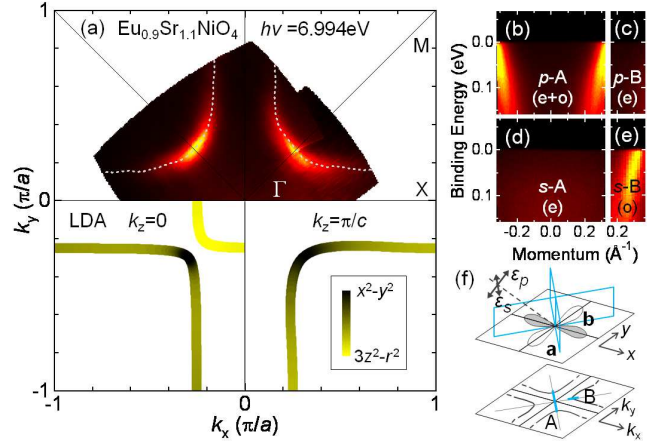 (a) Eu0.9Sr1.1NiO4 hν=6.994eV
M
Γ
X
1
0
-1
ky (π/a)
LDA kz=0 kz=π/c
x²-y²
3z²-r²
-1 0 1
kx (π/a)
(b) (c)
0.0
0.1
p-A
(e+o)
p-B
(e)
(d) (e)
0.0
0.1
s-A
(e)
s-B
(o)
Binding Energy (eV)
-0.2 0.0 0.2 0.2
Momentum (Å⁻¹)
(f)
εp
εs
b
a
y
x
B
A
ky
kx